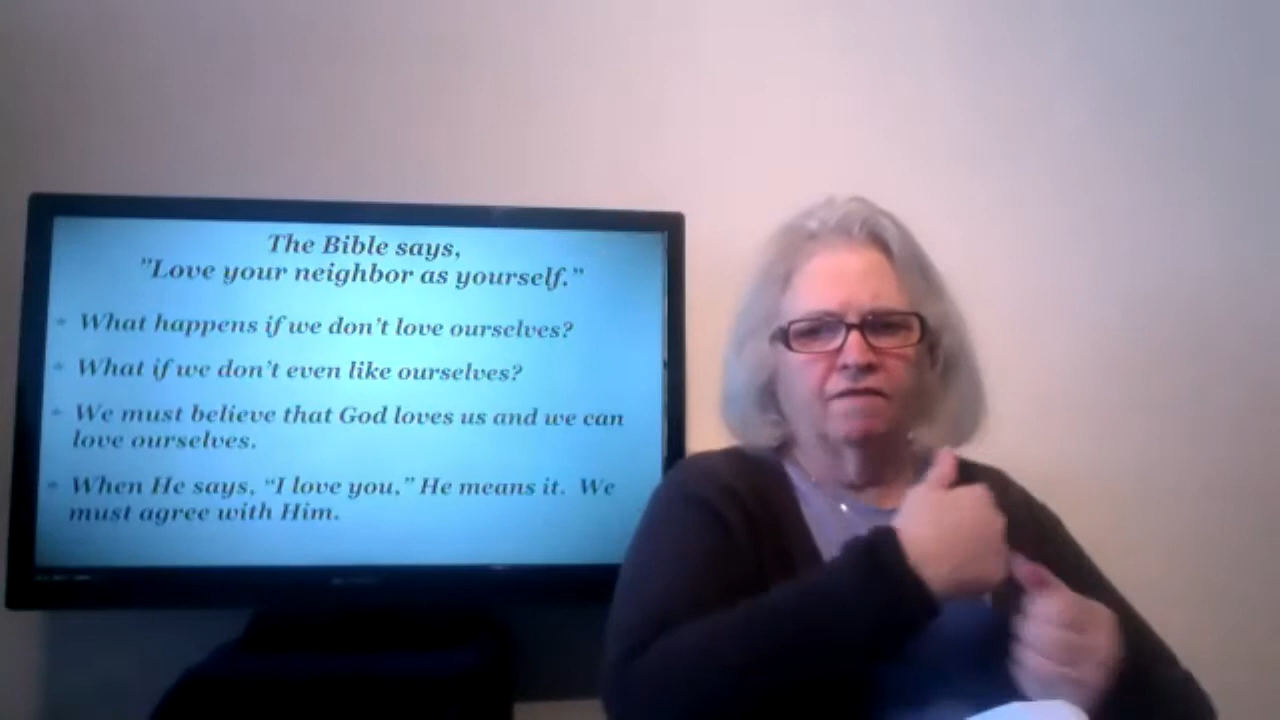 The Bible says,
"Love your neighbor as yourself."
What happens if we don't love ourselves?
What if we don't even like ourselves?
We must believe that God loves us and we can
love ourselves.
When He says, "I love you," He means it. We
must agree with Him.